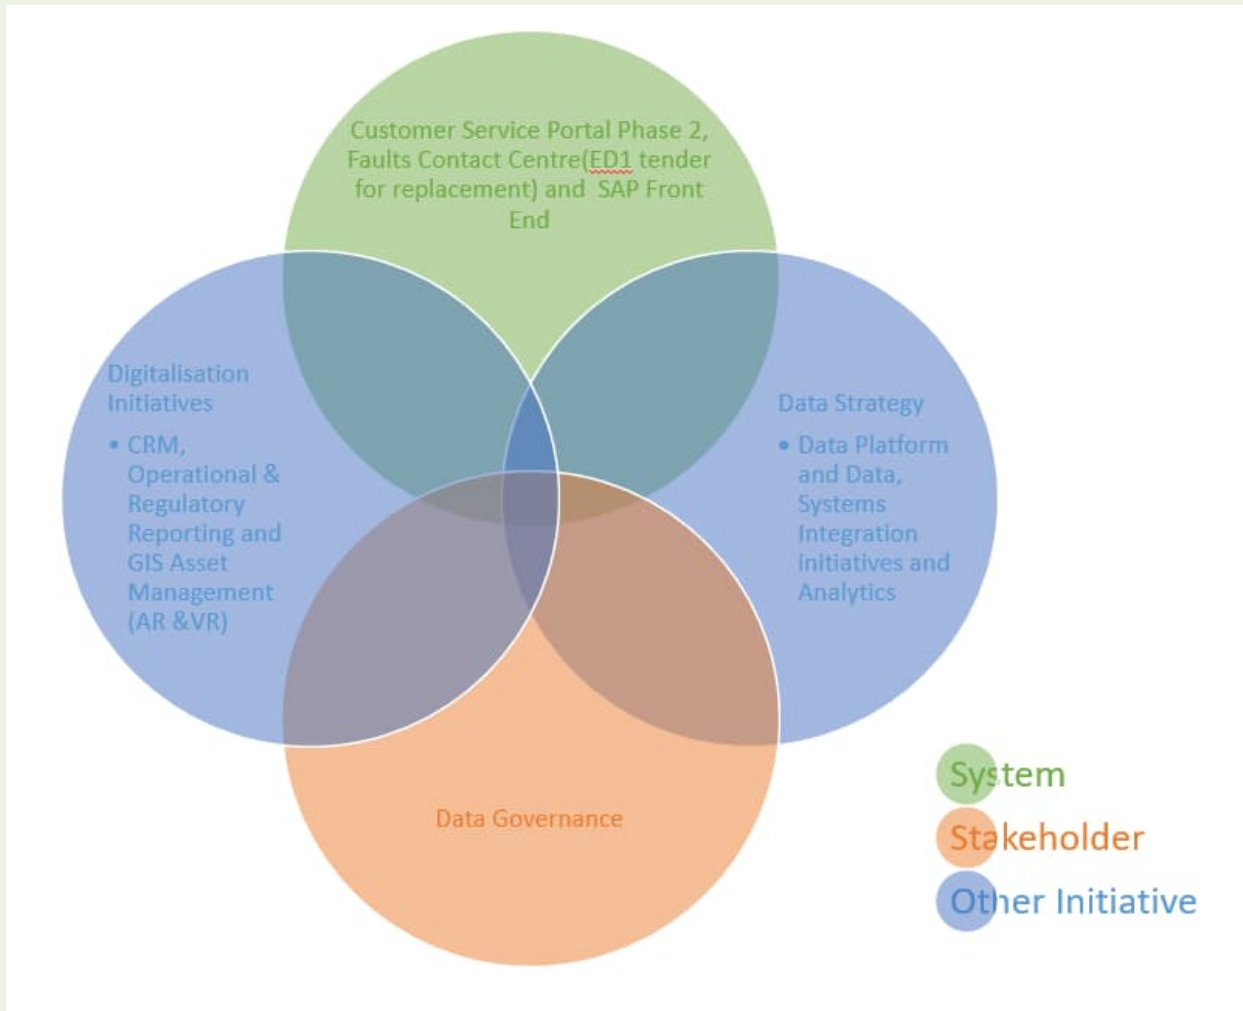 Customer Service Portal Phase 2,
Faults Contact Centre(ED1 tender
for replacement) and  SAP Front
End
Digitalisation
Initiatives
• CRM,
Operational &
Regulatory
Reporting and
GIS Asset
Management
(AR &VR)
Data Strategy
• Data Platform
and Data,
Systems
Integration
initiatives and
Analytics
Data Governance
System
Stakeholder
Other Initiative